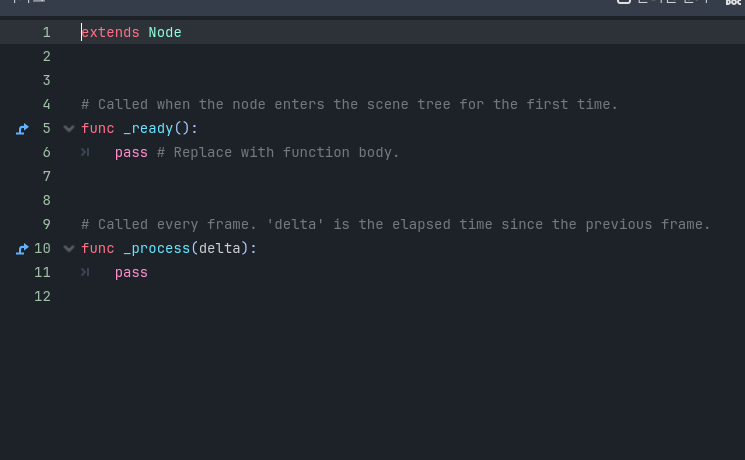 DOC
1 extends Node
2
3
4 # Called when the node enters the scene tree for the first time.
5 func _ready():
6 pass # Replace with function body.
7
8
9 # Called every frame. 'delta' is the elapsed time since the previous frame.
10 func _process(delta):
11 pass
12